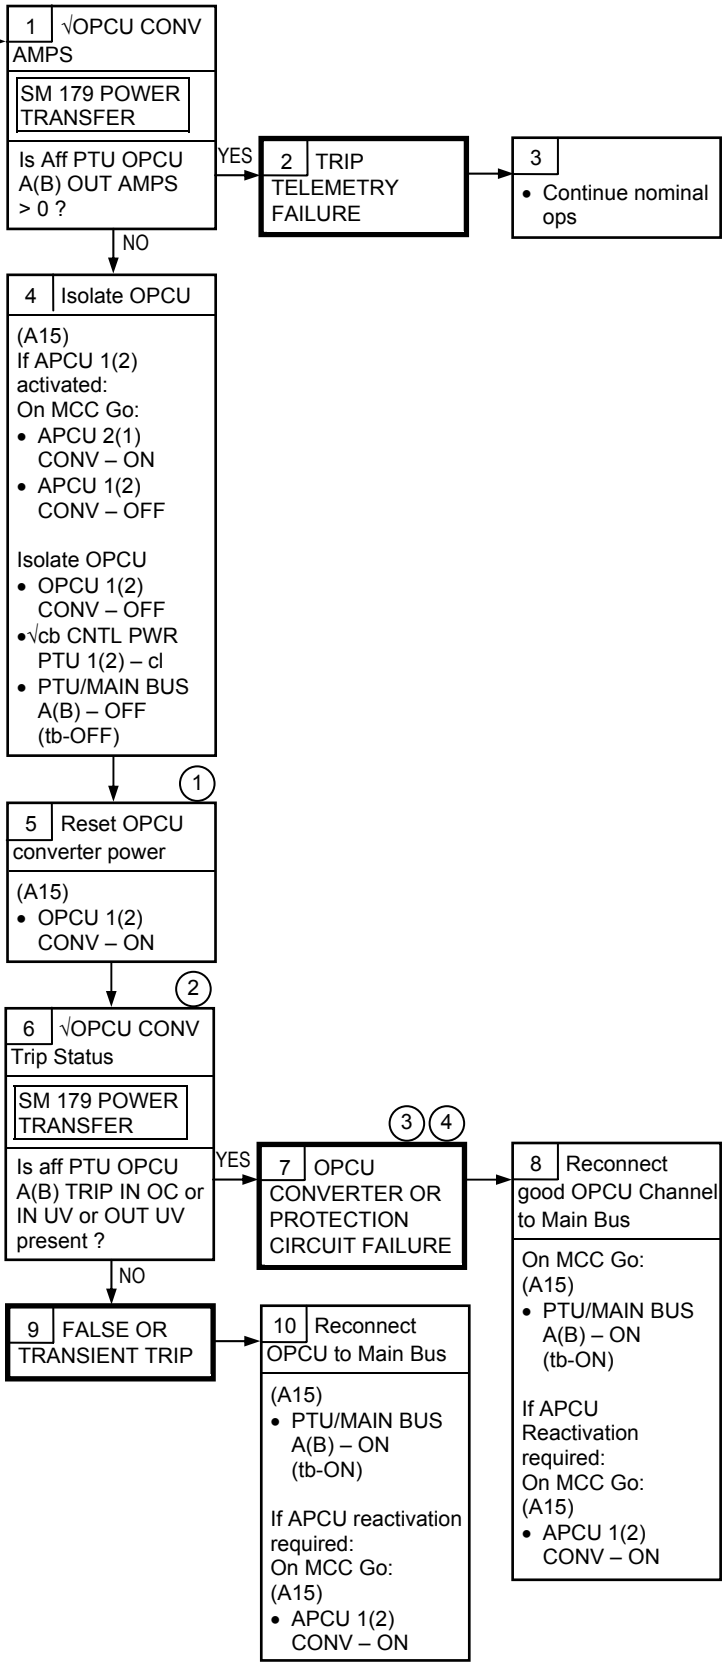 1 √OPCU CONV
AMPS
SM 179 POWER
TRANSFER
Is Aff PTU OPCU
A(B) OUT AMPS
> 0 ?
YES
2 TRIP
TELEMETRY
FAILURE
3
• Continue nominal
ops
NO
4 Isolate OPCU
(A15)
If APCU 1(2)
activated:
On MCC Go:
• APCU 2(1)
CONV – ON
• APCU 1(2)
CONV – OFF
Isolate OPCU
• OPCU 1(2)
CONV – OFF
•√cb CNTL PWR
PTU 1(2) – cl
• PTU/MAIN BUS
A(B) – OFF
(tb-OFF)
1
5 Reset OPCU
converter power
(A15)
• OPCU 1(2)
CONV – ON
2
6 √OPCU CONV
Trip Status
SM 179 POWER
TRANSFER
Is aff PTU OPCU
A(B) TRIP IN OC or
IN UV or OUT UV
present ?
YES
3 4
7 OPCU
CONVERTER OR
PROTECTION
CIRCUIT FAILURE
8 Reconnect
good OPCU Channel
to Main Bus
On MCC Go:
(A15)
• PTU/MAIN BUS
A(B) – ON
(tb-ON)
If APCU
Reactivation
required:
On MCC Go:
(A15)
• APCU 1(2)
CONV – ON
NO
9 FALSE OR
TRANSIENT TRIP
10 Reconnect
OPCU to Main Bus
(A15)
• PTU/MAIN BUS
A(B) – ON
(tb-ON)
If APCU reactivation
required:
On MCC Go:
(A15)
• APCU 1(2)
CONV – ON